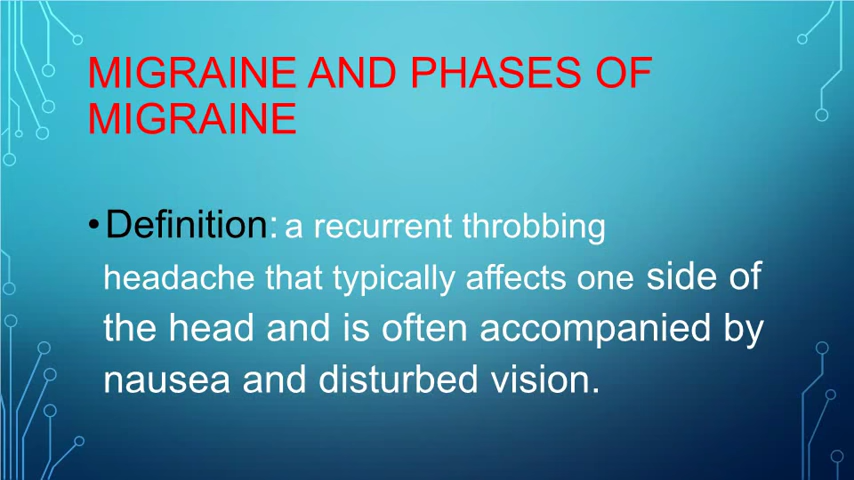 MIGRAINE AND PHASES OF
MIGRAINE
•Definition: a recurrent throbbing
headache that typically affects one side of
the head and is often accompanied by
nausea and disturbed vision.